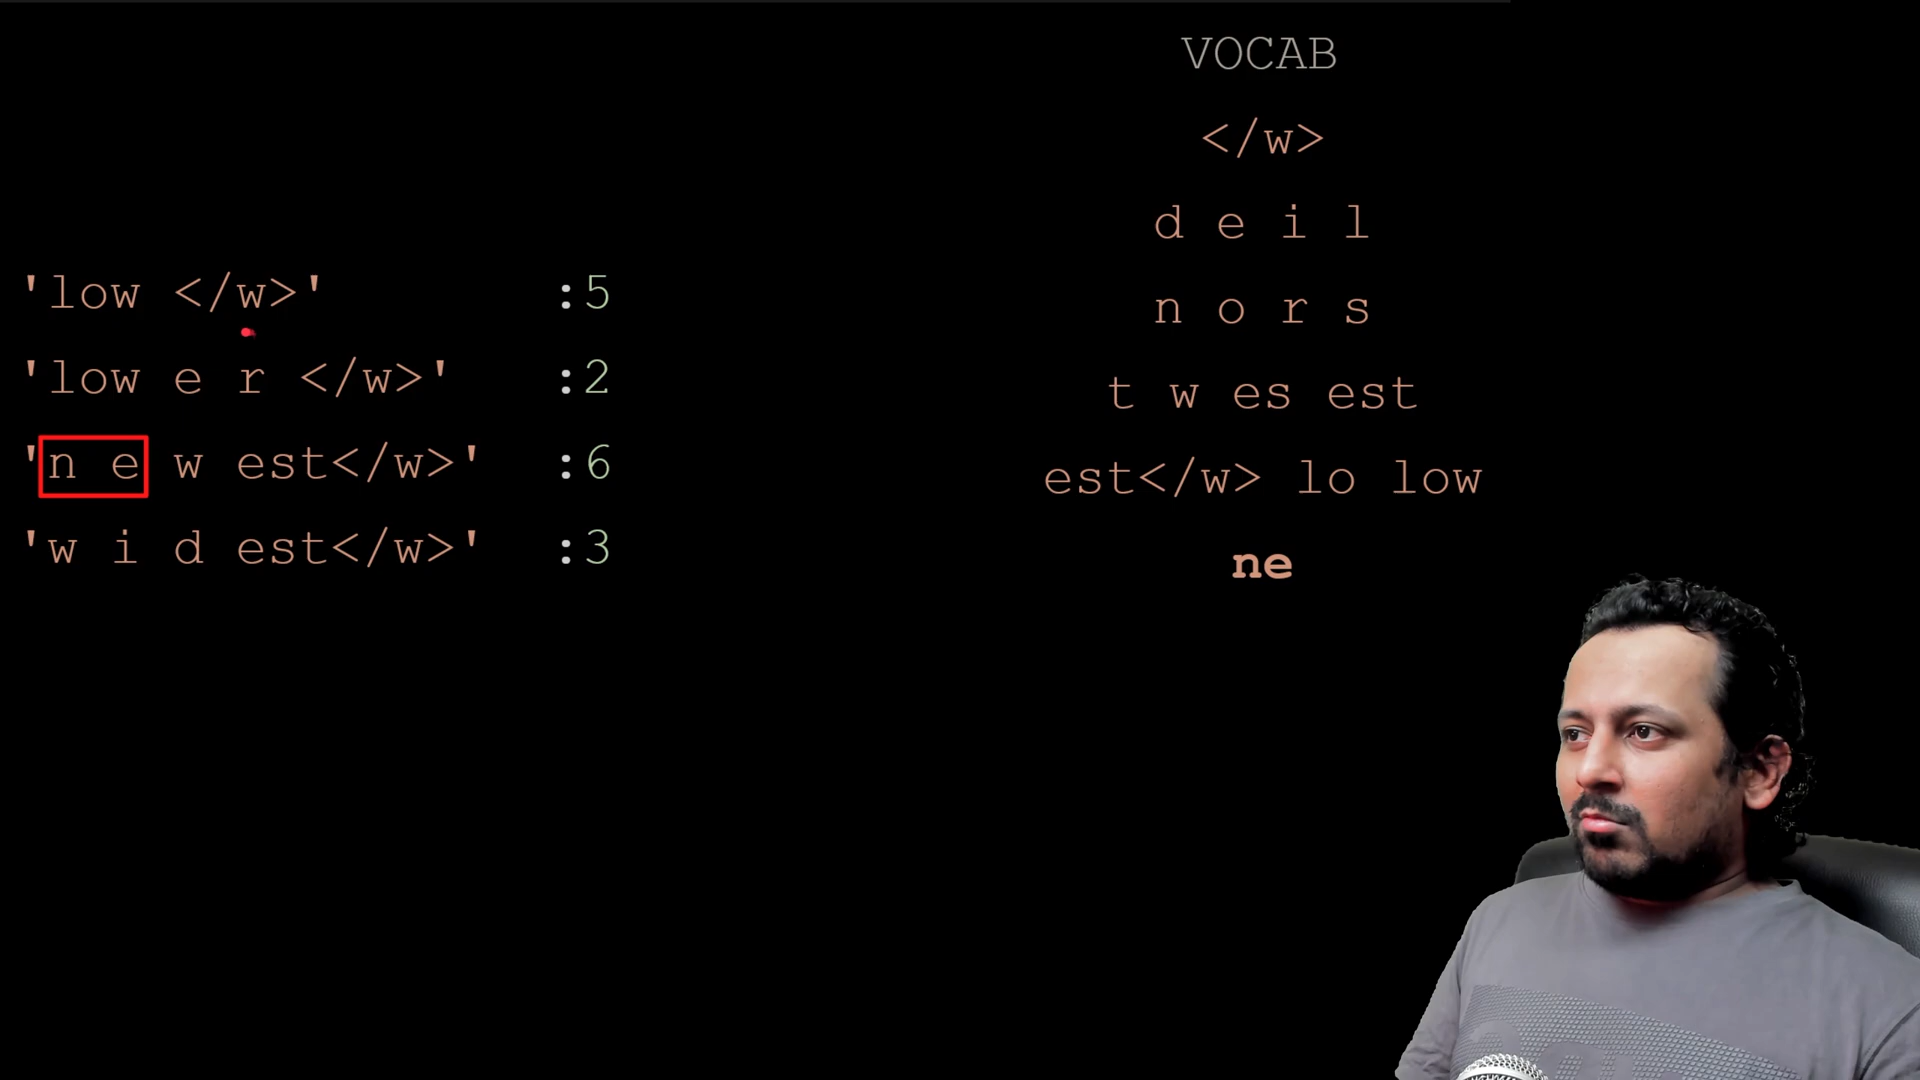 VOCAB
</w>
d e i l
n o r s
t w es est
est</w> lo low
ne
'low </w>' :5
'low e r </w>' :2
'n e w est</w>' :6
'w i d est</w>' :3